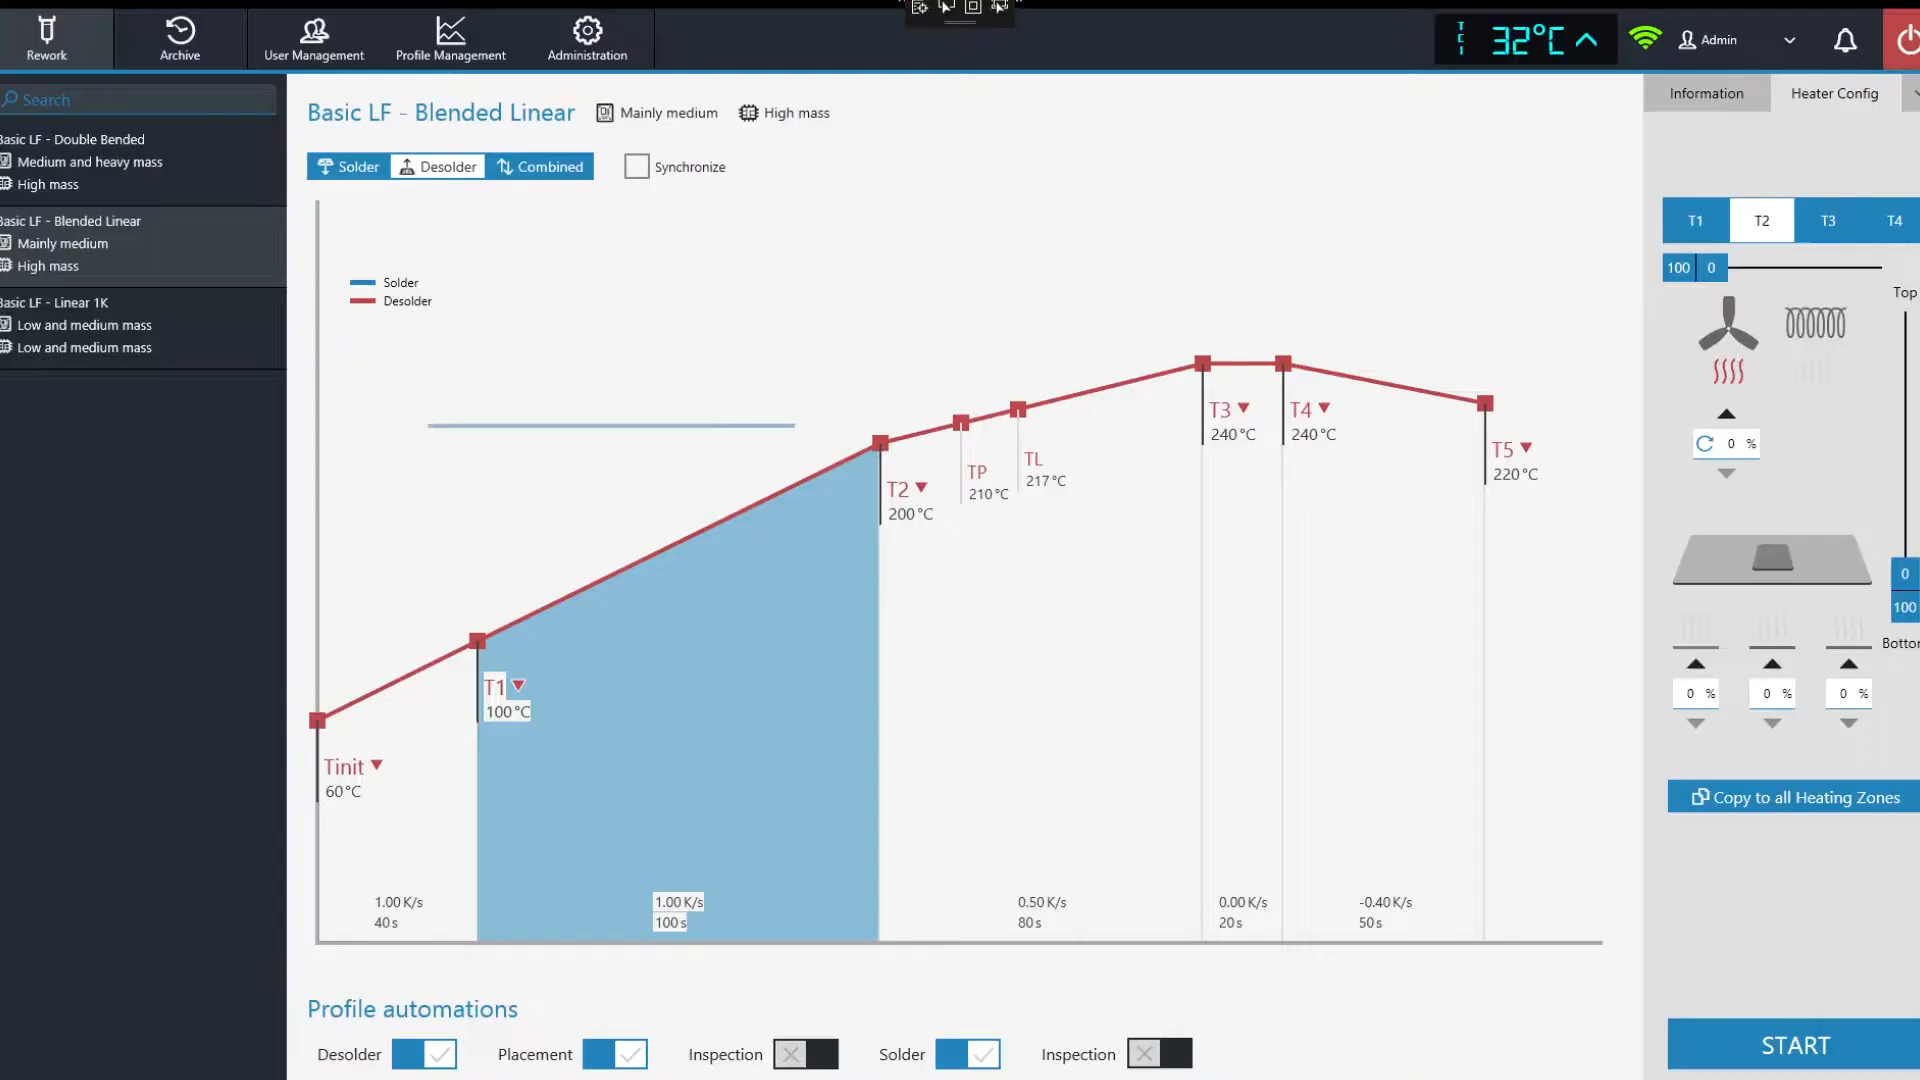 Rework
Archive
User Management
Profile Management
Administration
TC1
32°C
Admin
Search
Basic LF - Double Bended
Medium and heavy mass
High mass
Basic LF - Blended Linear
Mainly medium
High mass
Basic LF - Linear 1K
Low and medium mass
Low and medium mass
Basic LF - Blended Linear
Mainly medium
High mass
Solder
Desolder
Combined
Synchronize
Solder
Desolder
Tinit
60°C
T1
100°C
T2
200°C
TP
210°C
TL
217°C
T3
240°C
T4
240°C
T5
220°C
1.00 K/s
40 s
1.00 K/s
100 s
0.50 K/s
80 s
0.00 K/s
20 s
-0.40 K/s
50 s
Profile automations
Desolder
Placement
Inspection
Solder
Inspection
Information
Heater Config
T1
T2
T3
T4
100
0
Top
0 %
0
100
Bottom
0 %
0 %
0 %
Copy to all Heating Zones
START